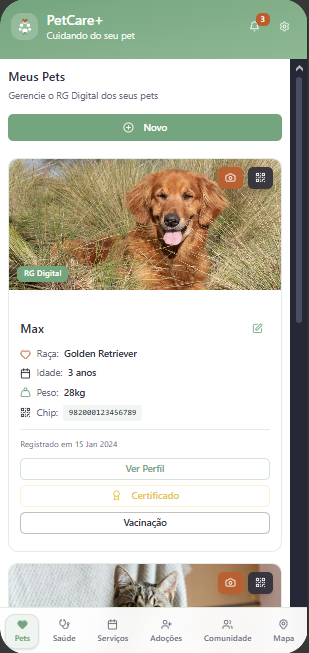 PetCare+
Cuidando do seu pet
3
Meus Pets
Gerencie o RG Digital dos seus pets
Novo
RG Digital
Max
Raça: Golden Retriever
Idade: 3 anos
Peso: 28kg
Chip: 982000123456789
Registrado em 15 Jan 2024
Ver Perfil
Certificado
Vacinação
Pets
Saúde
Serviços
Adoções
Comunidade
Mapa